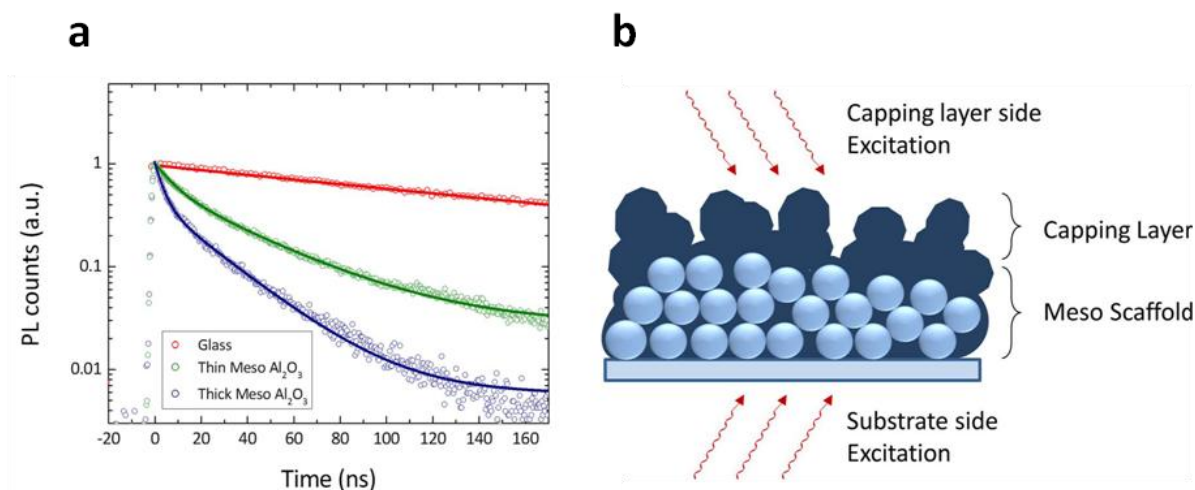 a
b
PL counts (a.u.)
1
0.1
0.01
Glass
Thin Meso Al₂O₃
Thick Meso Al₂O₃
-20 0 20 40 60 80 100 120 140 160
Time (ns)
Capping layer side
Excitation
Capping Layer
Meso Scaffold
Substrate side
Excitation